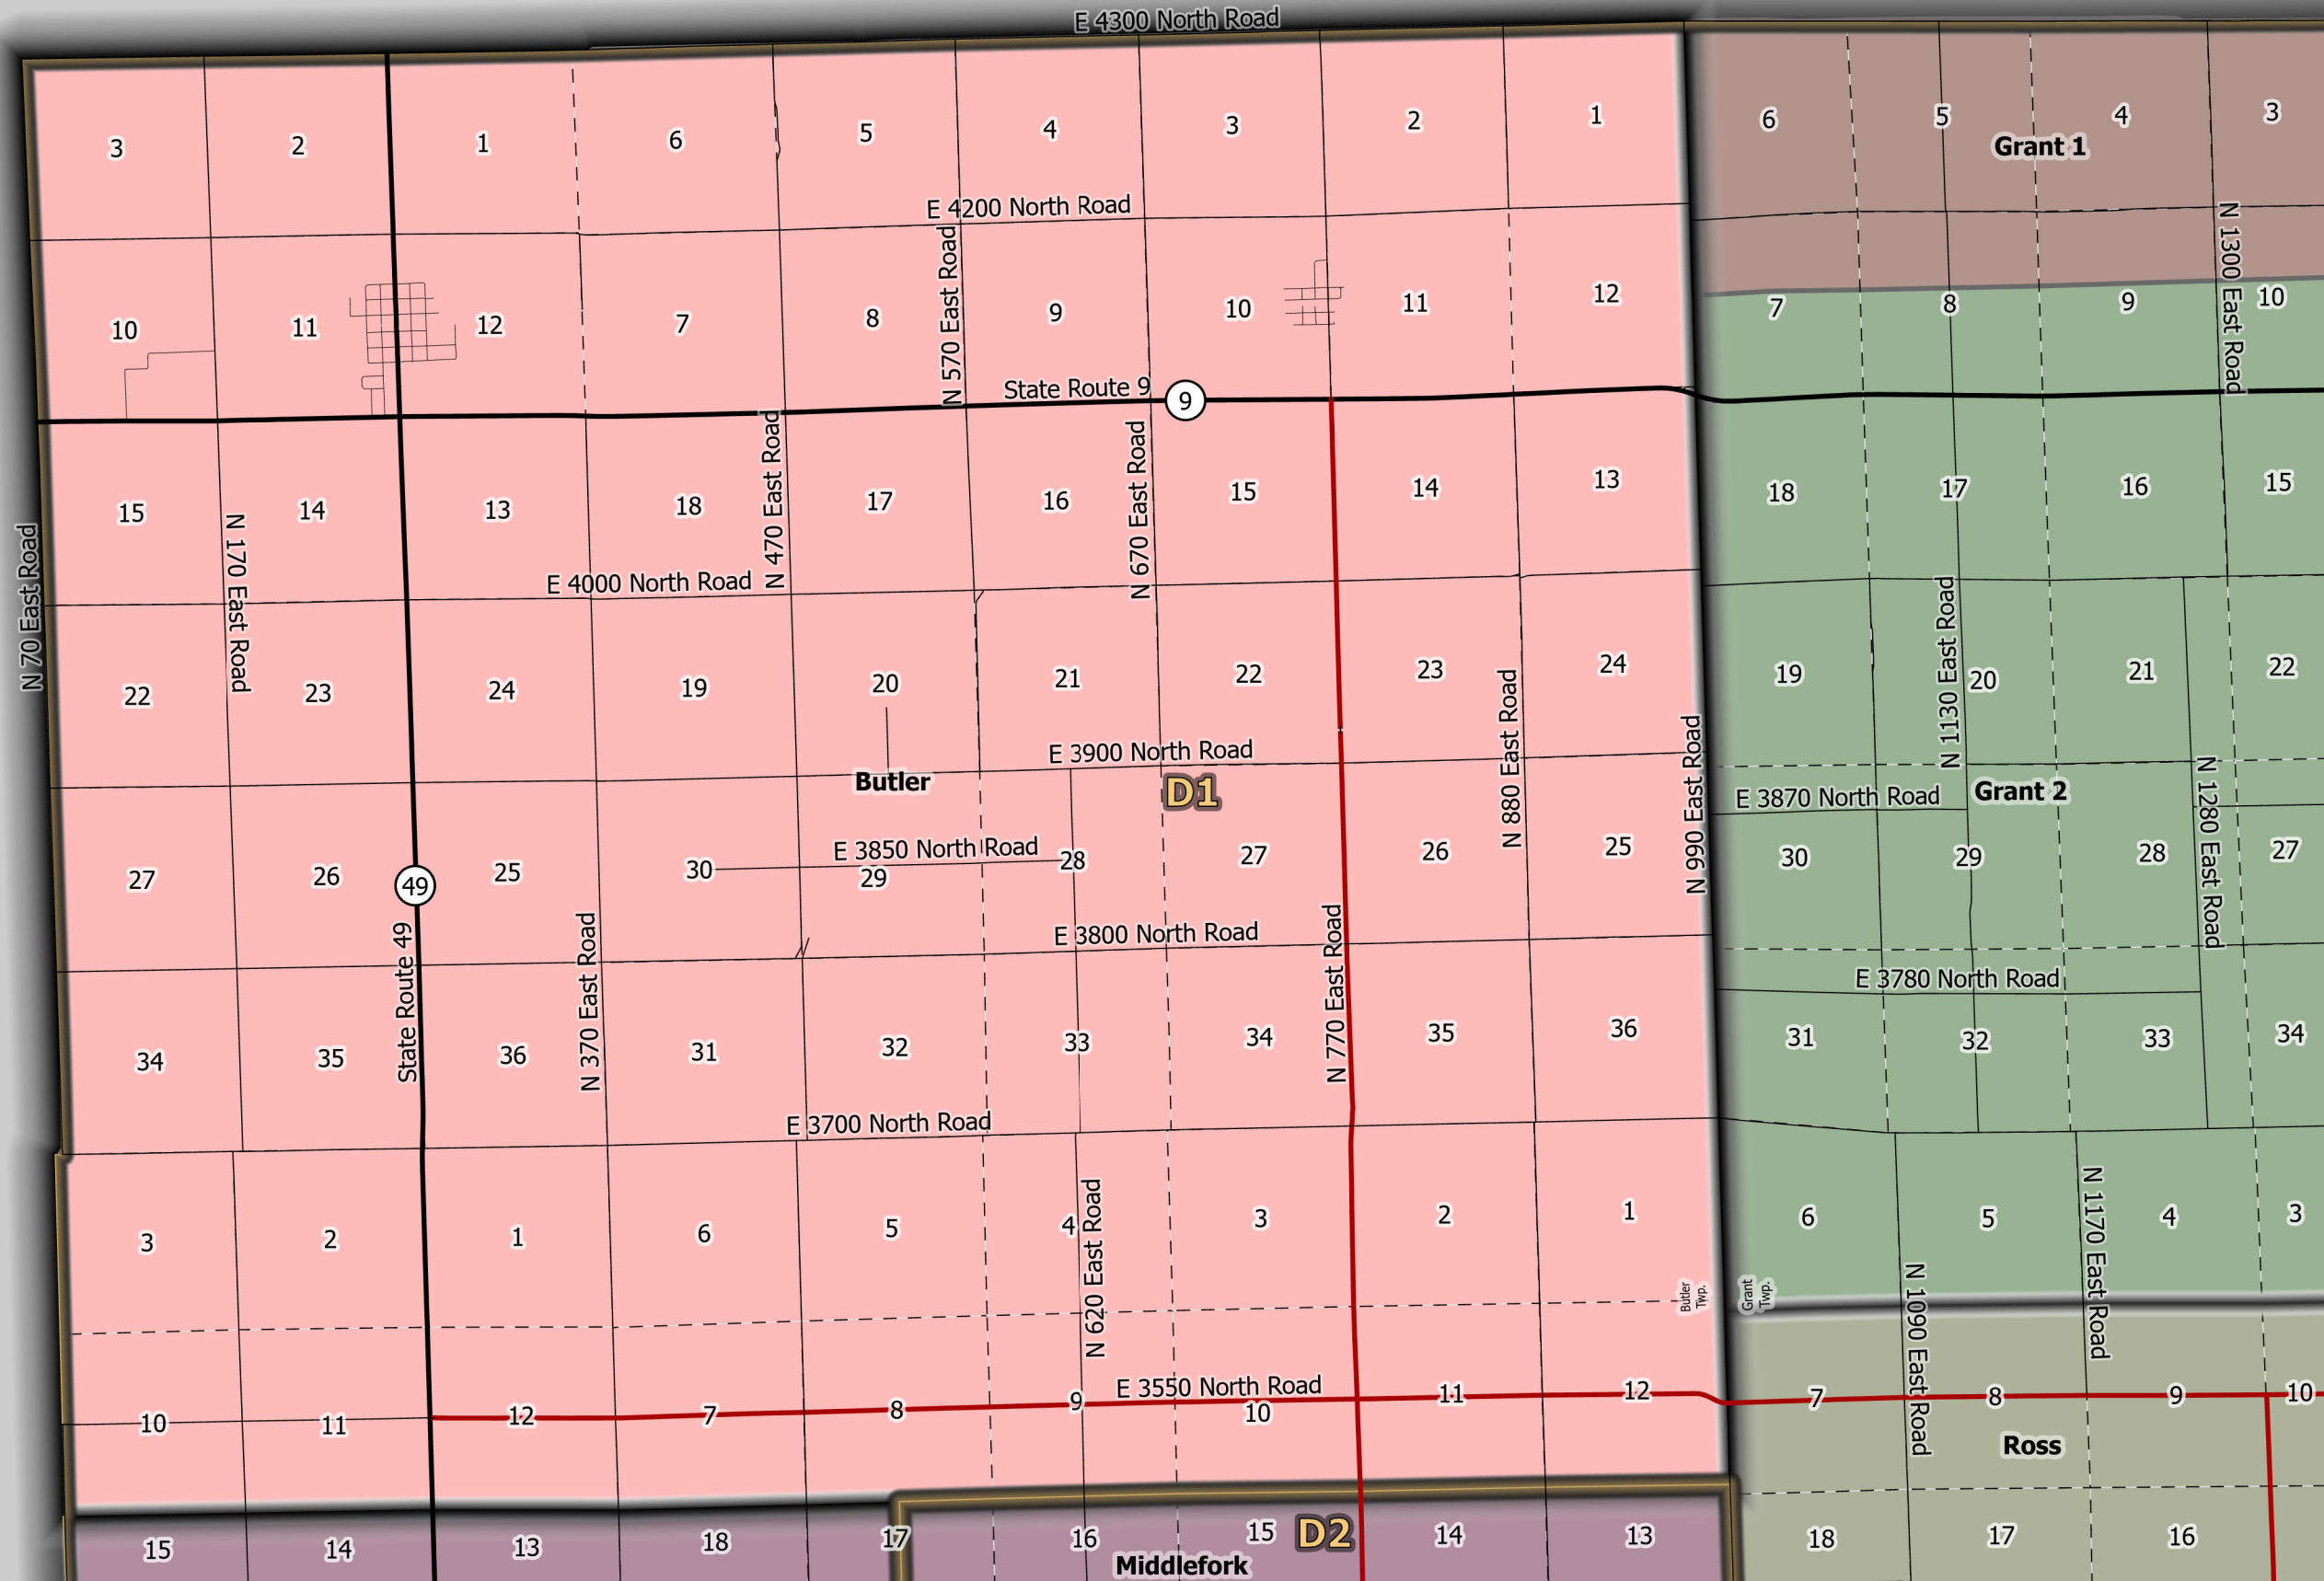 E 4300 North Road
3 2 1 6 5 4 3 2 1 6 5 4 3
Grant 1
E 4200 North Road
N 570 East Road
N 1300 East Road
10 11 12 7 8 9 10 11 12 7 8 9 10
State Route 9
9
N 70 East Road
N 170 East Road
N 470 East Road
N 670 East Road
15 14 13 18 17 16 15 14 13 18 17 16 15
E 4000 North Road
N 880 East Road
N 990 East Road
N 1130 East Road
22 23 24 19 20 21 22 23 24 19 20 21 22
E 3900 North Road
Butler
D1
Grant 2
E 3870 North Road
N 1280 East Road
E 3850 North Road
27 26 25 30 29 28 27 26 25 30 29 28 27
49
State Route 49
N 370 East Road
E 3800 North Road
N 770 East Road
E 3780 North Road
34 35 36 31 32 33 34 35 36 31 32 33 34
E 3700 North Road
N 620 East Road
N 1090 East Road
N 1170 East Road
3 2 1 6 5 4 3 2 1 6 5 4 3
Butler
Twp.
Grant
Twp.
E 3550 North Road
10 11 12 7 8 9 10 11 12 7 8 9 10
Ross
15 14 13 18 17 16 15 14 13 18 17 16
D2
Middlefork